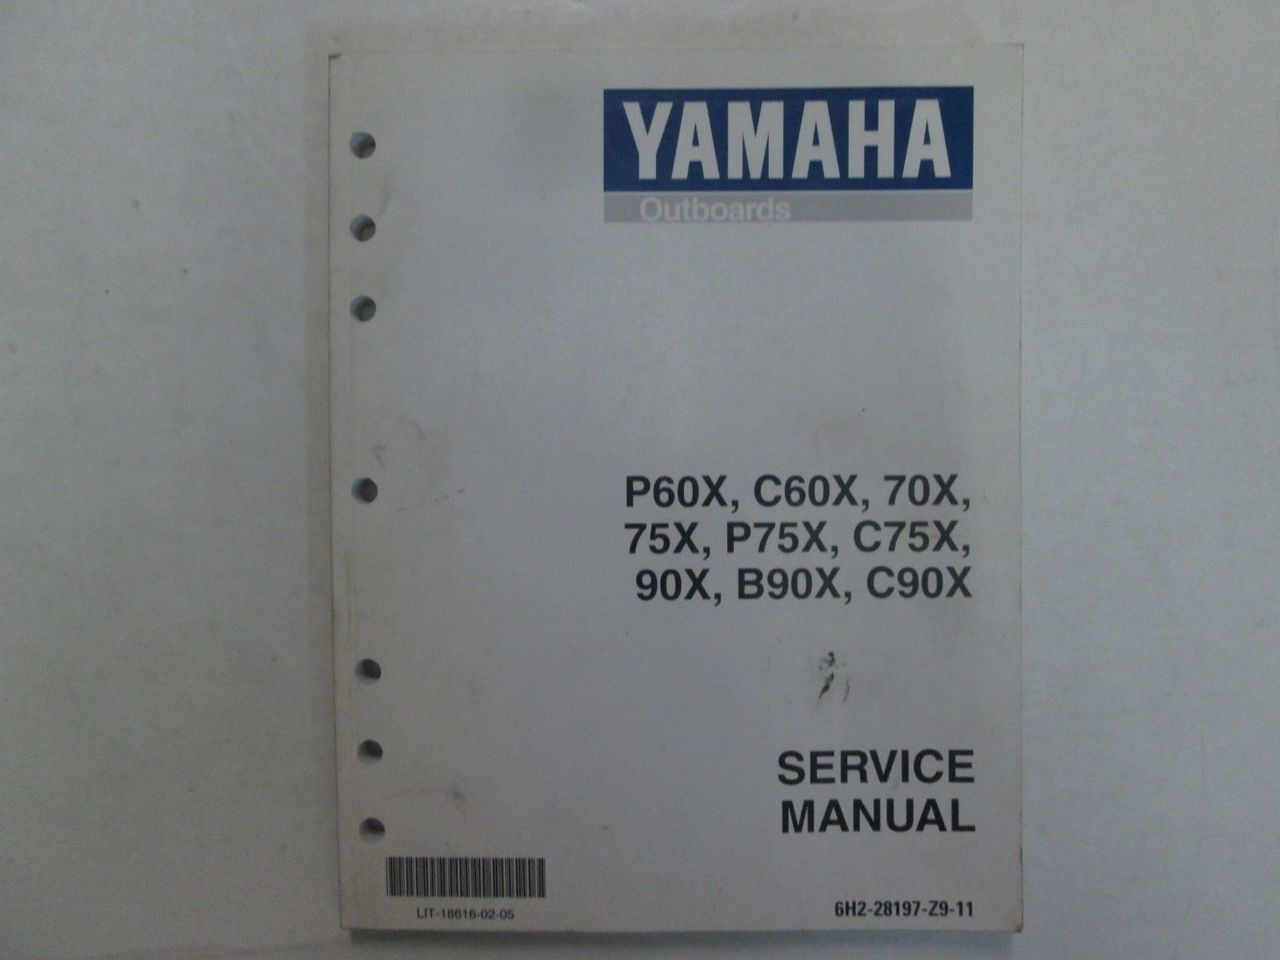 YAMAHA
Outboards
P60X, C60X, 70X,
75X, P75X, C75X,
90X, B90X, C90X
SERVICE
MANUAL
LIT-18616-02-05
6H2-28197-Z9-11